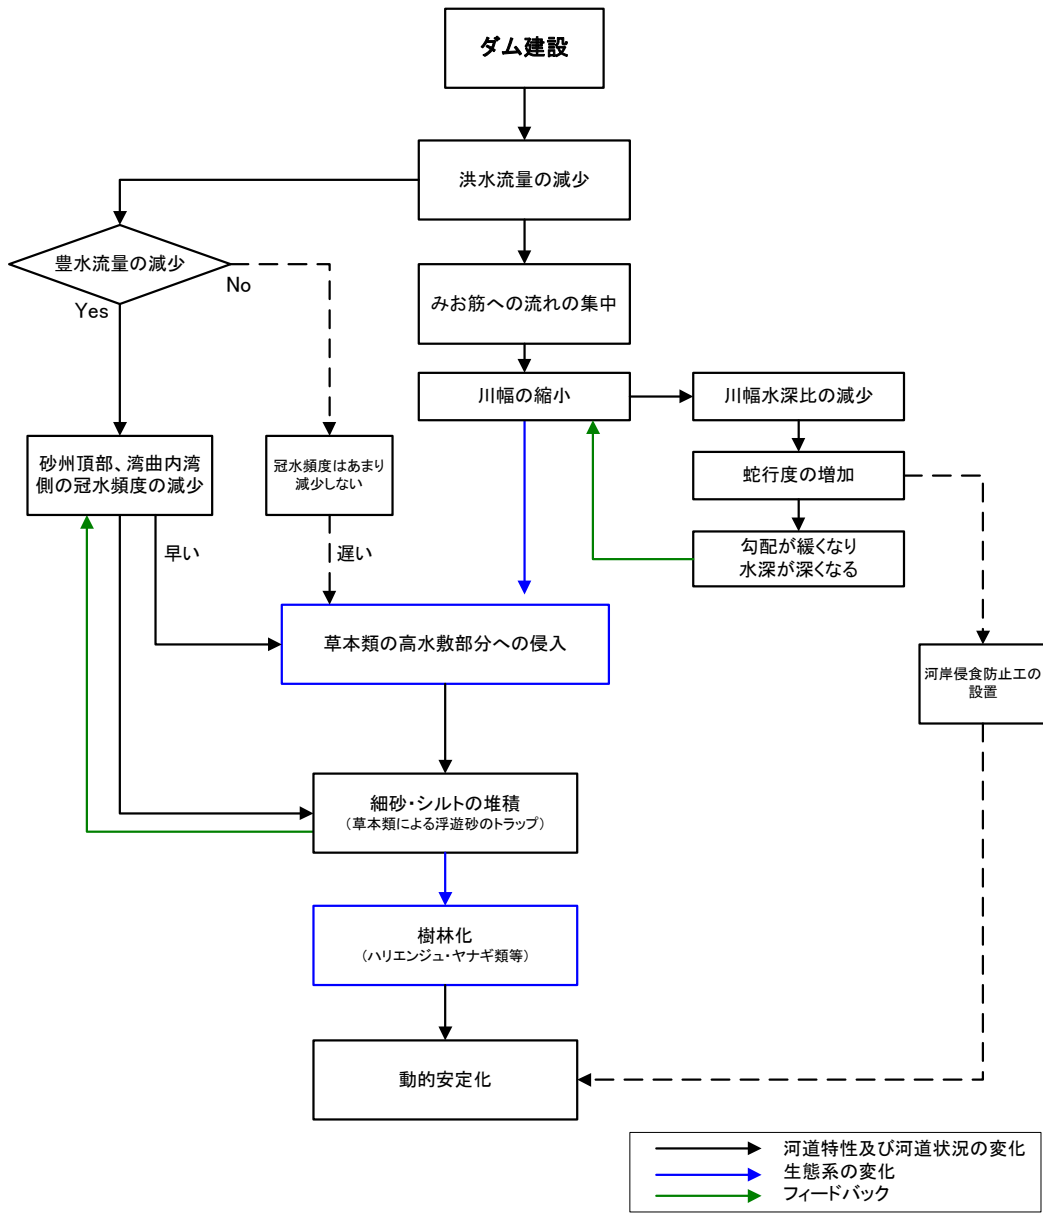 ダム建設
洪水流量の減少
豊水流量の減少
No
Yes
みお筋への流れの集中
川幅の縮小
川幅水深比の減少
砂州頂部、湾曲内湾
側の冠水頻度の減少
冠水頻度はあまり
減少しない
蛇行度の増加
勾配が緩くなり
水深が深くなる
早い
遅い
草本類の高水敷部分への侵入
河岸侵食防止工の
設置
細砂・シルトの堆積
（草本類による浮遊砂のトラップ）
樹林化
（ハリエンジュ・ヤナギ類等）
動的安定化
河道特性及び河道状況の変化
生態系の変化
フィードバック